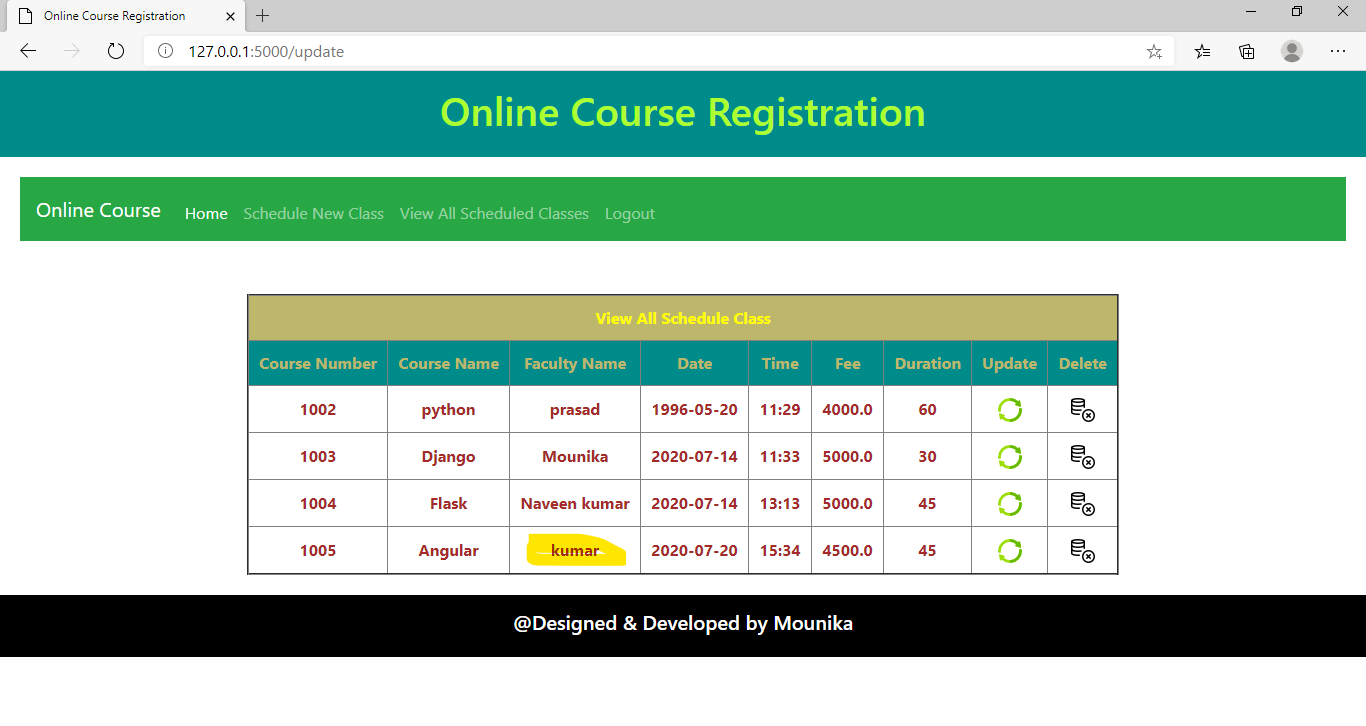 Online Course Registration
127.0.0.1:5000/update
Online Course Registration
Online Course Home Schedule New Class View All Scheduled Classes Logout
View All Schedule Class
Course Number Course Name Faculty Name Date Time Fee Duration Update Delete
1002 python prasad 1996-05-20 11:29 4000.0 60
1003 Django Mounika 2020-07-14 11:33 5000.0 30
1004 Flask Naveen kumar 2020-07-14 13:13 5000.0 45
1005 Angular kumar 2020-07-20 15:34 4500.0 45
@Designed & Developed by Mounika